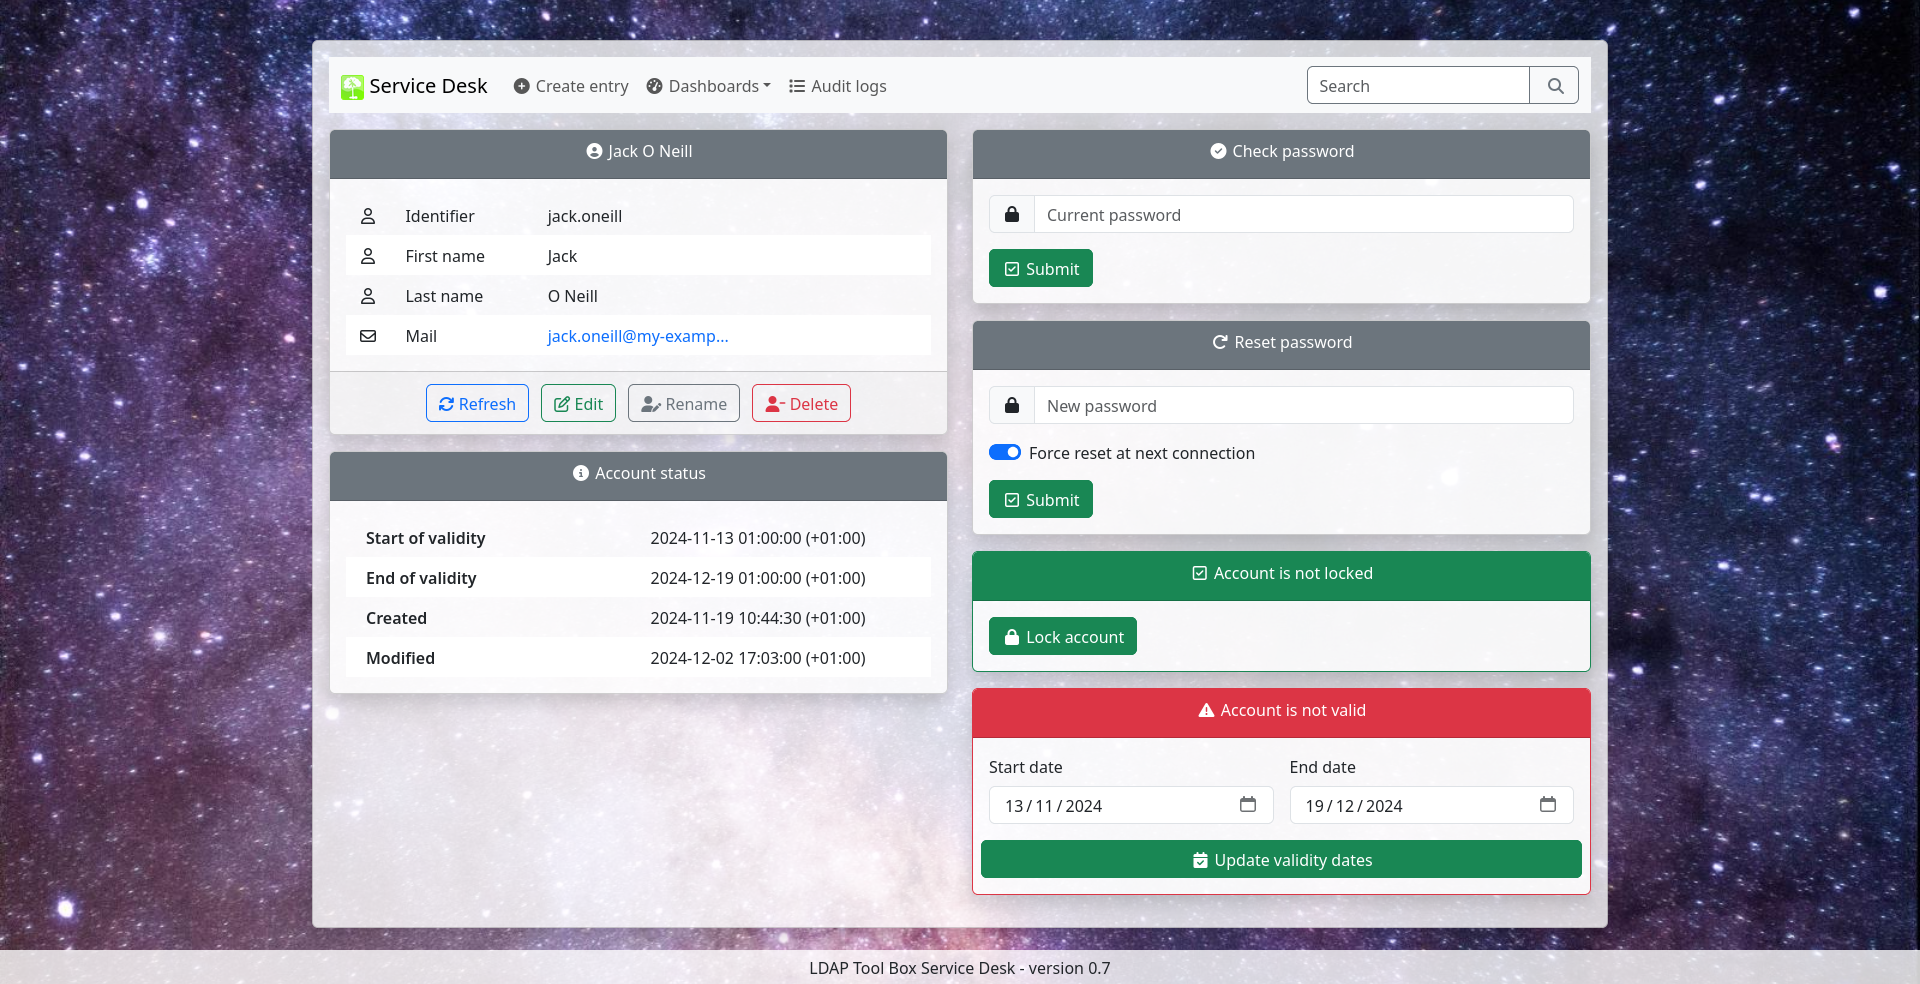 Service Desk
Create entry
Dashboards
Audit logs
Search
Jack O Neill
Identifier jack.oneill
First name Jack
Last name O Neill
Mail jack.oneill@my-examp...
Refresh Edit Rename Delete
Account status
Start of validity 2024-11-13 01:00:00 (+01:00)
End of validity 2024-12-19 01:00:00 (+01:00)
Created 2024-11-19 10:44:30 (+01:00)
Modified 2024-12-02 17:03:00 (+01:00)
Check password
Current password
Submit
Reset password
New password
Force reset at next connection
Submit
Account is not locked
Lock account
Account is not valid
Start date End date
13/11/2024 19/12/2024
Update validity dates
LDAP Tool Box Service Desk - version 0.7